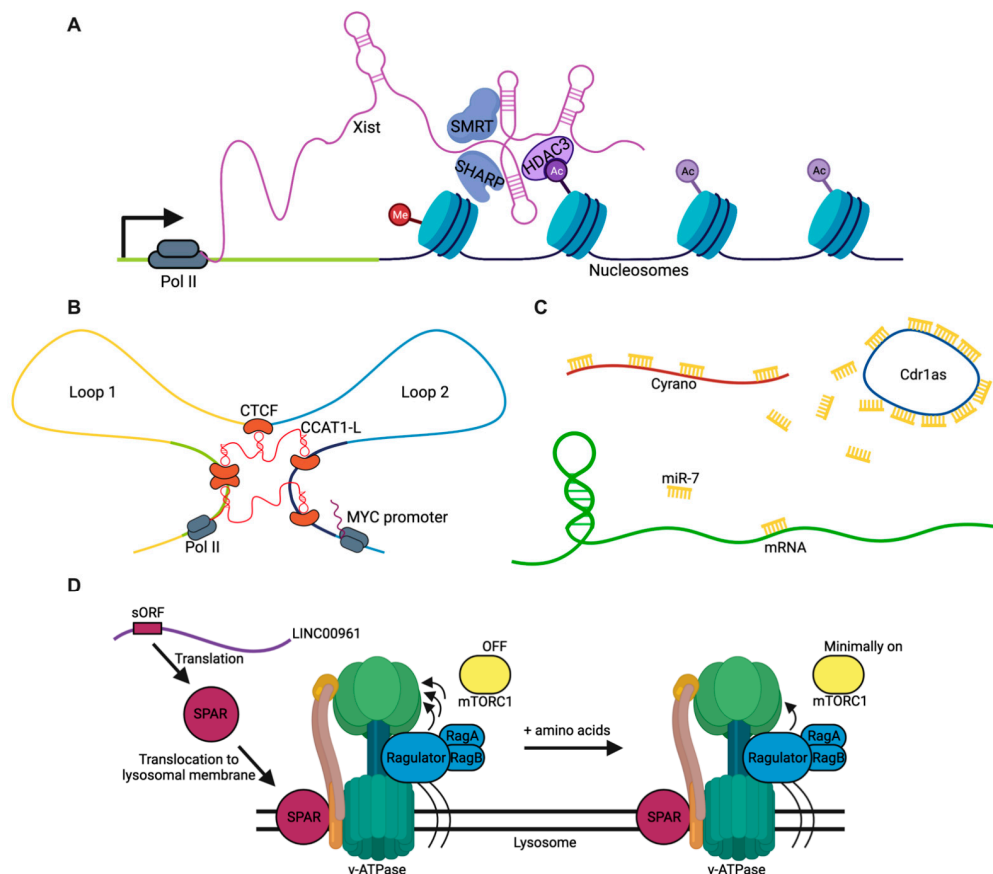 A
Xist
SMRT
SHARP
HDAC3
Ac
Ac
Ac
Me
Pol II
Nucleosomes
B
Loop 1
Loop 2
CTCF
CCAT1-L
MYC promoter
Pol II
C
Cyrano
Cdr1as
miR-7
mRNA
D
sORF
LINC00961
Translation
SPAR
Translocation to
lysosomal membrane
SPAR
OFF
mTORC1
RagA
Ragulator
RagB
v-ATPase
+ amino acids
Lysosome
SPAR
Minimally on
mTORC1
RagA
Ragulator
RagB
v-ATPase